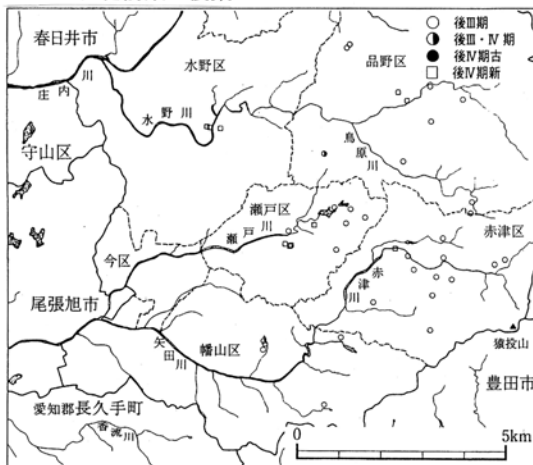 ○ 後Ⅲ期
◑ 後Ⅲ・Ⅳ期
● 後Ⅳ期古
□ 後Ⅳ期新
春日井市
水野区
品野区
庄内川
水野川
鳥原川
守山区
瀬戸区
瀬戸川
赤津区
今区
赤津川
尾張旭市
矢田川
幡山区
猿投山
豊田市
愛知郡長久手町
香流川
0 5km